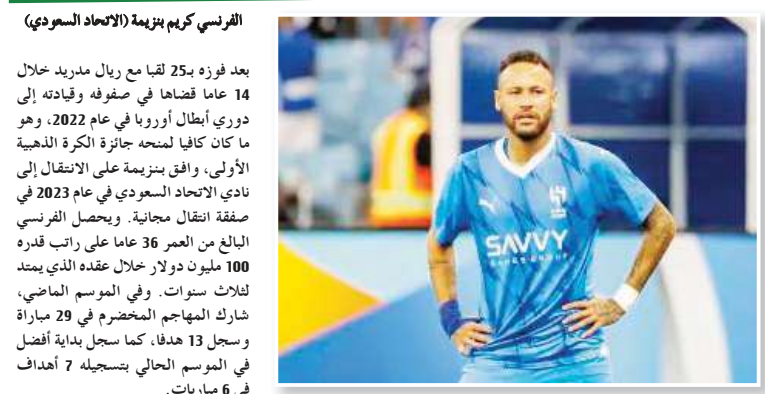 الفرنسي كريم بنزيمة (الاتحاد السعودي)
بعد فوزه بـ25 لقبا مع ريال مدريد خلال
14 عاما قضاها في صفوفه وقيادته إلى
دوري أبطال أوروبا في عام 2022، وهو
ما كان كافيا لمنحه جائزة الكرة الذهبية
الأولى، وافق بنزيمة على الانتقال إلى
نادي الاتحاد السعودي في عام 2023 في
صفقة انتقال مجانية. ويحصل الفرنسي
البالغ من العمر 36 عاما على راتب قدره
100 مليون دولار خلال عقده الذي يمتد
لثلاث سنوات. وفي الموسم الماضي،
شارك المهاجم المخضرم في 29 مباراة
وسجل 13 هدفا، كما سجل بداية أفضل
في الموسم الحالي بتسجيله 7 أهداف
في 6 مباريات.
SAVVY
GAMES GROUP